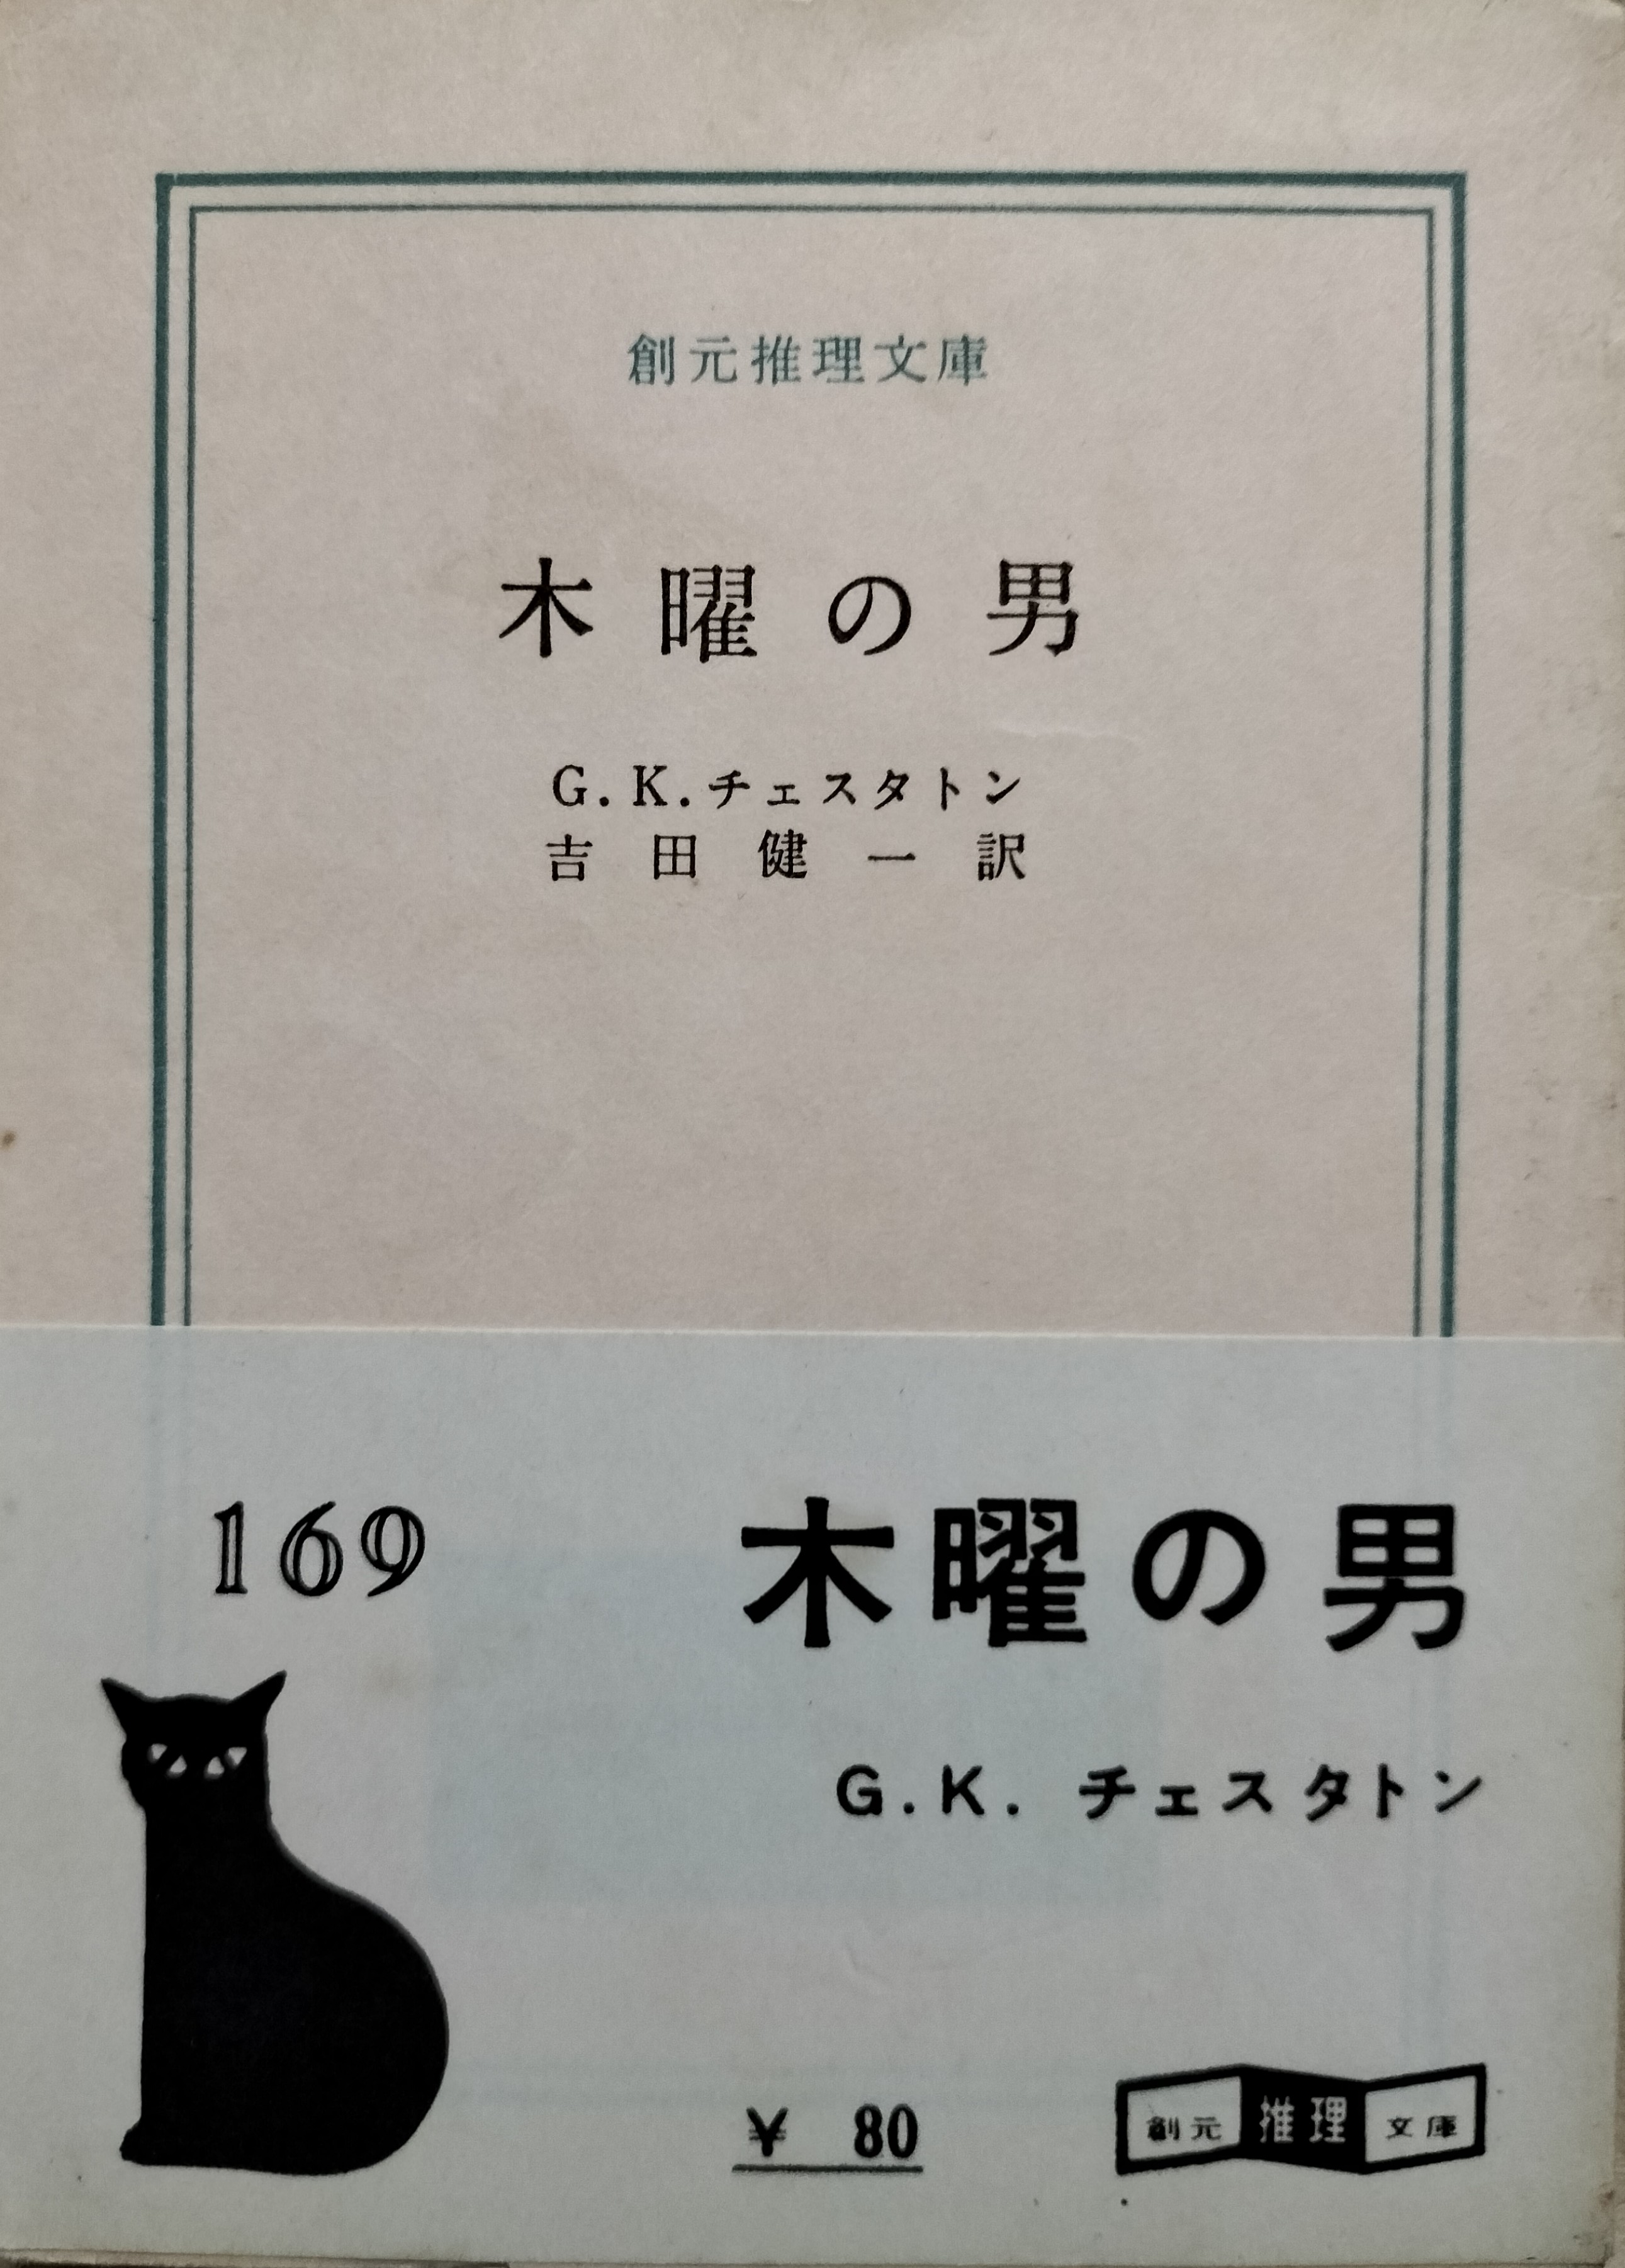 創元推理文庫
木曜の男
G.K.チェスタトン
吉田健一訳
169
木曜の男
G.K. チェスタトン
¥ 80
創元推理文庫